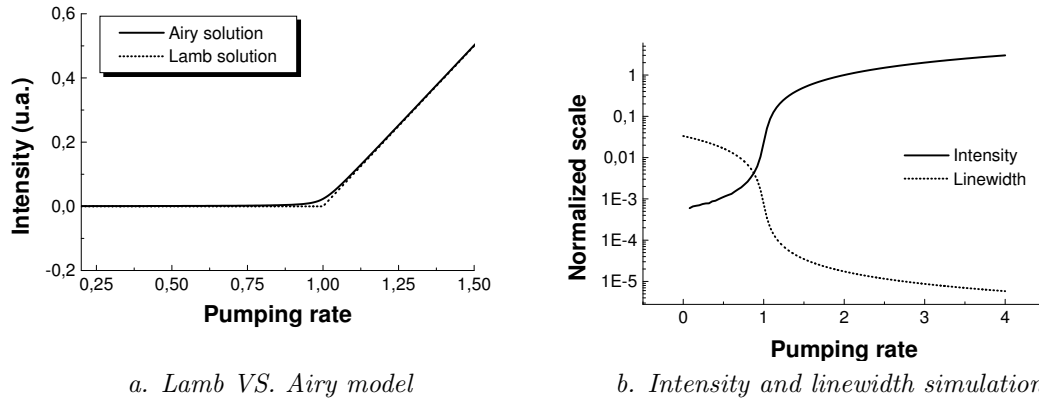 0,6
0,4
0,2
0,0
-0,2
0,25 0,50 0,75 1,00 1,25 1,50
Intensity (u.a.)
Pumping rate
Airy solution
Lamb solution
a. Lamb VS. Airy model
1
0,1
0,01
1E-3
1E-4
1E-5
0 1 2 3 4
Normalized scale
Pumping rate
Intensity
Linewidth
b. Intensity and linewidth simulation